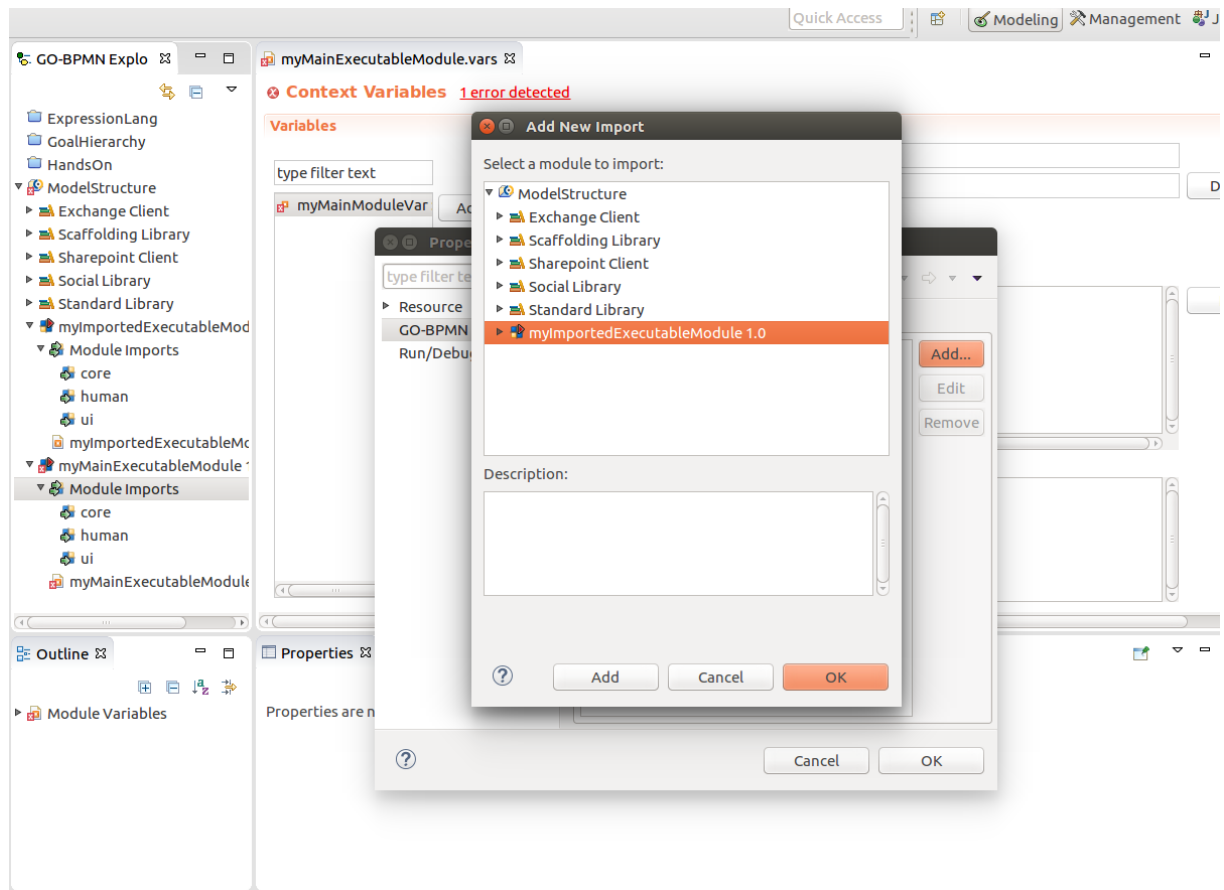 Quick Access
Modeling
Management
J
GO-BPMN Explo
myMainExecutableModule.vars
Context Variables
1 error detected
ExpressionLang
GoalHierarchy
HandsOn
ModelStructure
Exchange Client
Scaffolding Library
Sharepoint Client
Social Library
Standard Library
myImportedExecutableMod
Module Imports
core
human
ui
myImportedExecutableMo
myMainExecutableModule 1
Module Imports
core
human
ui
myMainExecutableModule
Variables
type filter text
myMainModuleVar
Ad
D
Prope
type filter te
Resource
GO-BPMN
Run/Debug
Add...
Edit
Remove
Add New Import
Select a module to import:
ModelStructure
Exchange Client
Scaffolding Library
Sharepoint Client
Social Library
Standard Library
myImportedExecutableModule 1.0
Description:
Add
Cancel
OK
Cancel
OK
Outline
Module Variables
Properties
Properties are n